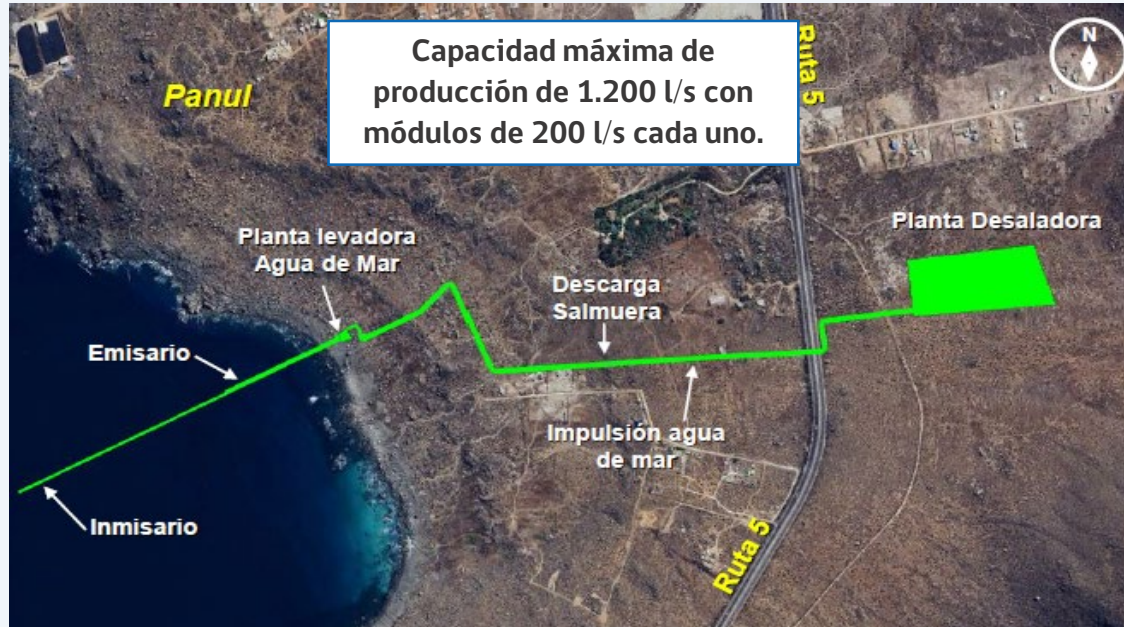 Capacidad máxima de
producción de 1.200 l/s con
módulos de 200 l/s cada uno.
Ruta 5
N
Panul
Planta Desaladora
Planta levadora
Agua de Mar
Descarga
Salmuera
Emisario
Impulsión agua
de mar
Inmisario
Ruta 5